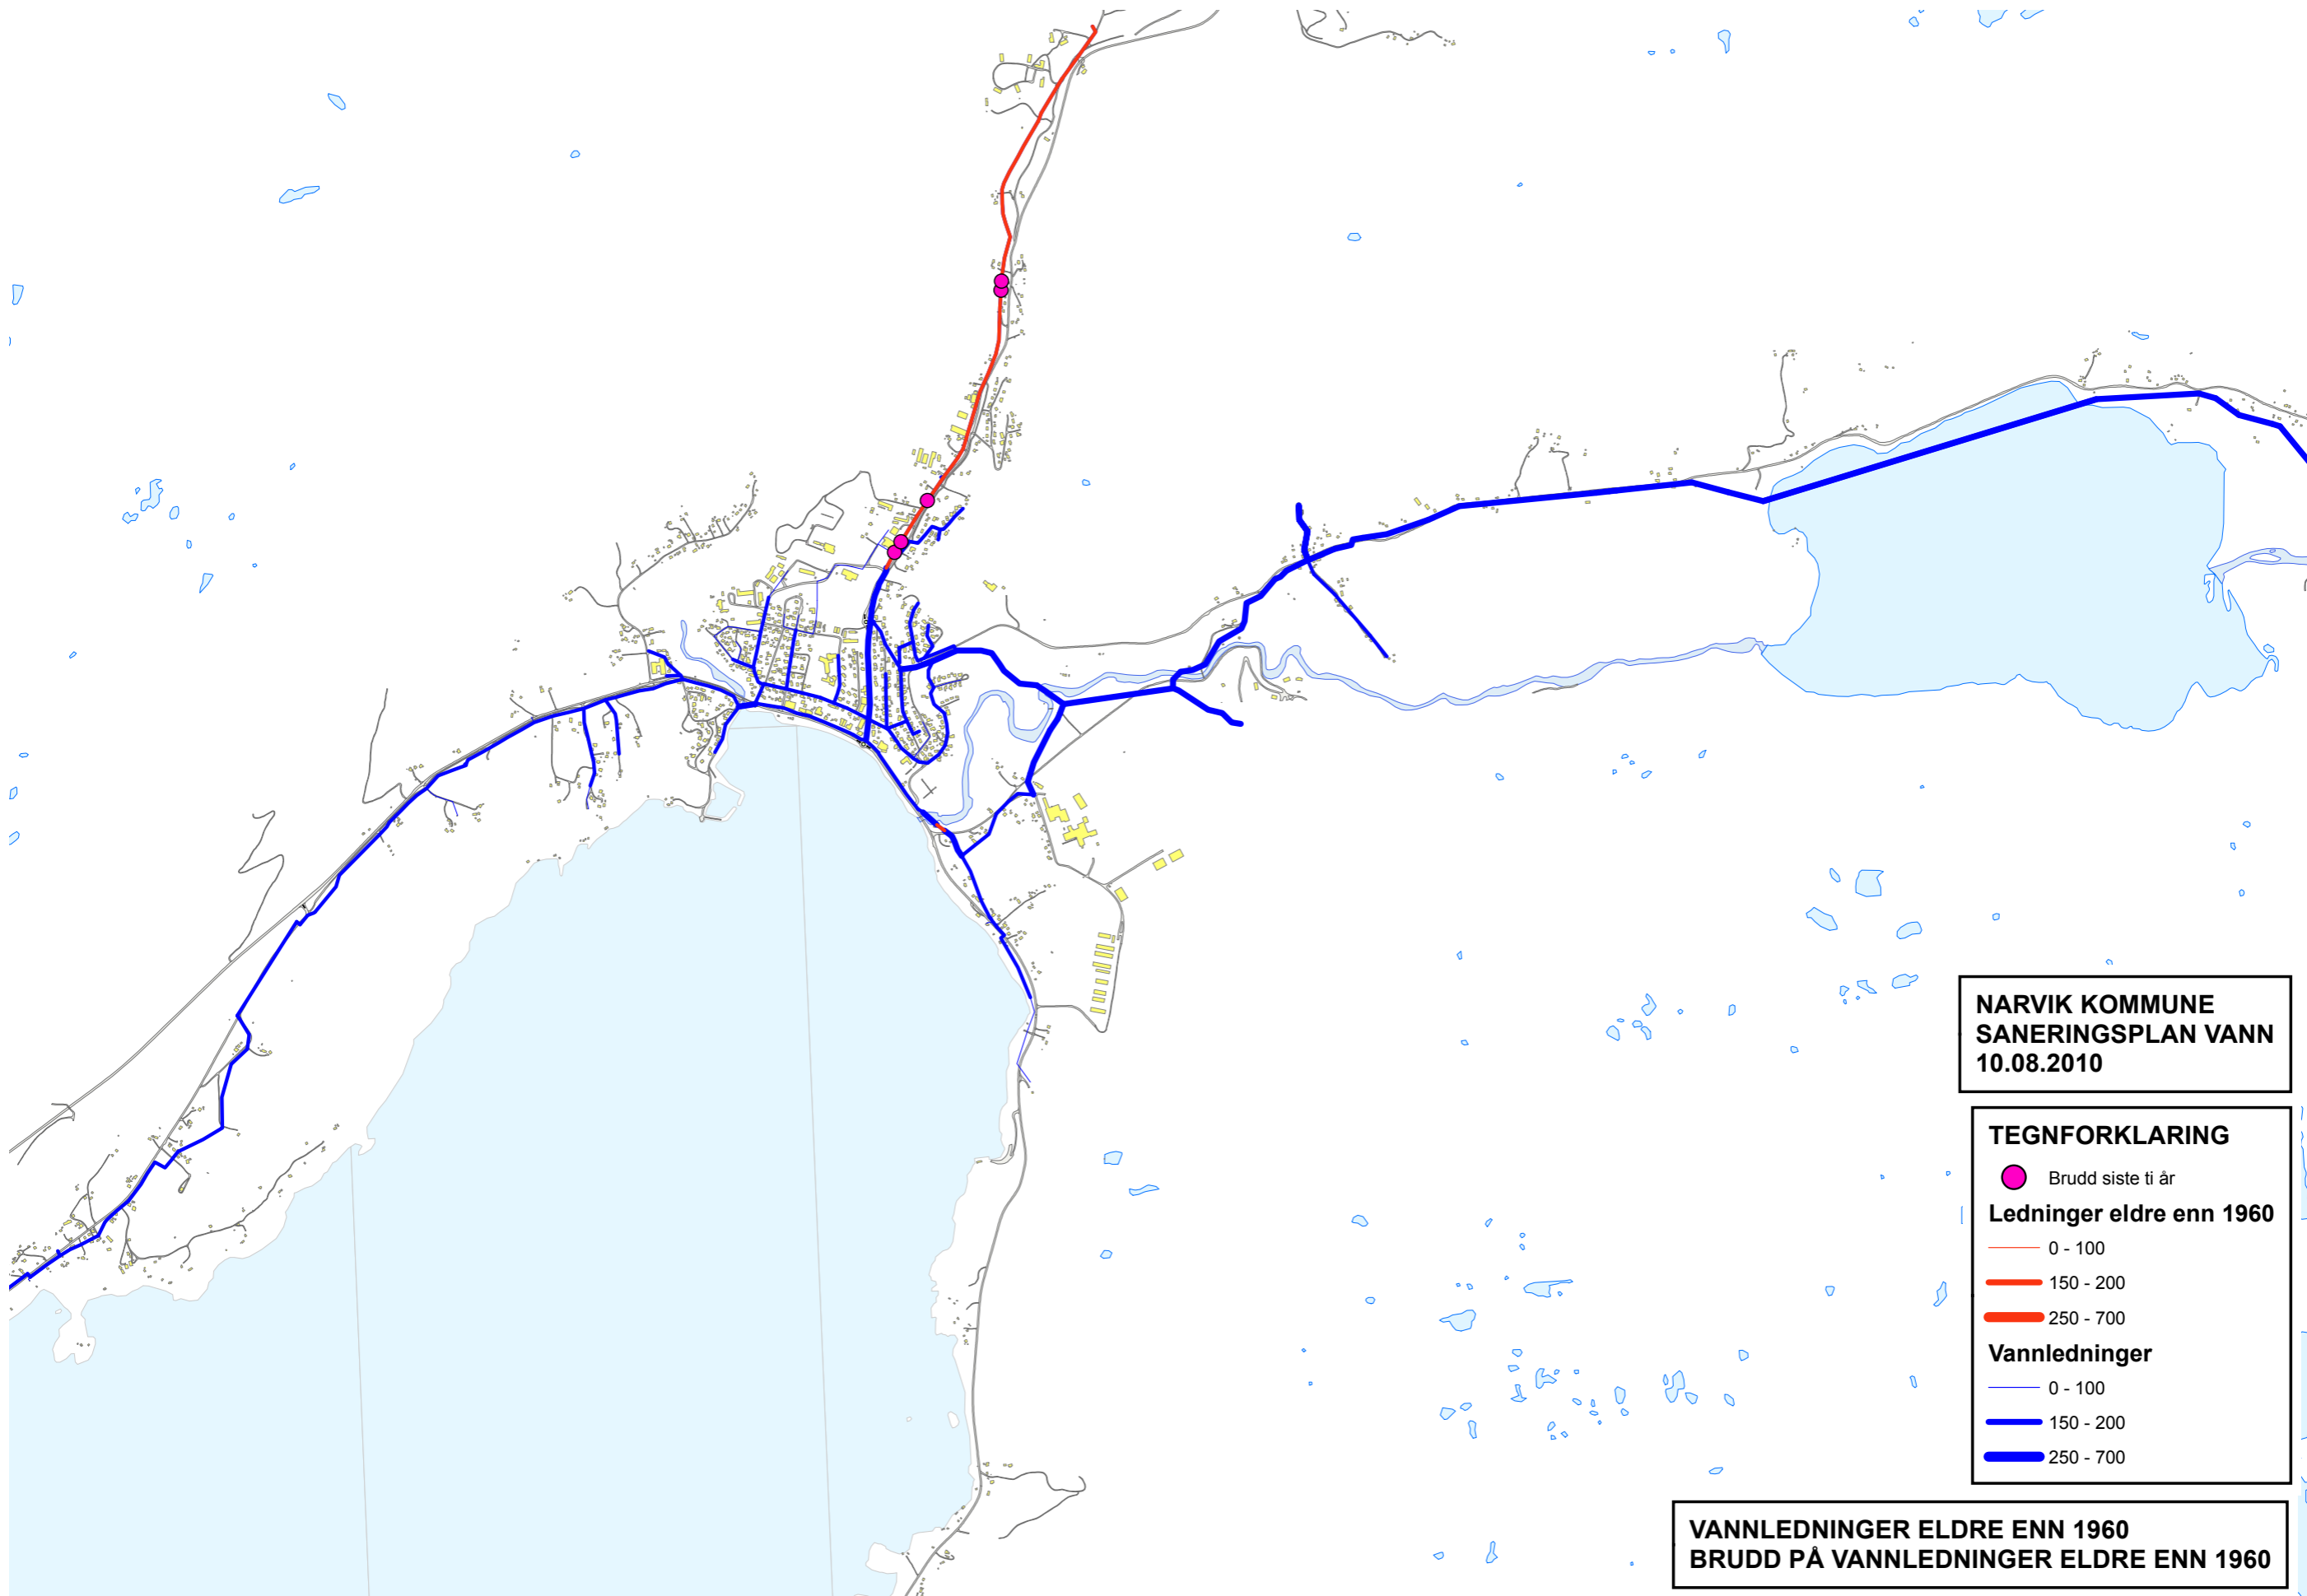 NARVIK KOMMUNE
SANERINGSPLAN VANN
10.08.2010
TEGNFORKLARING
Brudd siste ti år
Ledninger eldre enn 1960
0 - 100
150 - 200
250 - 700
Vannledninger
0 - 100
150 - 200
250 - 700
VANNLEDNINGER ELDRE ENN 1960
BRUDD PÅ VANNLEDNINGER ELDRE ENN 1960